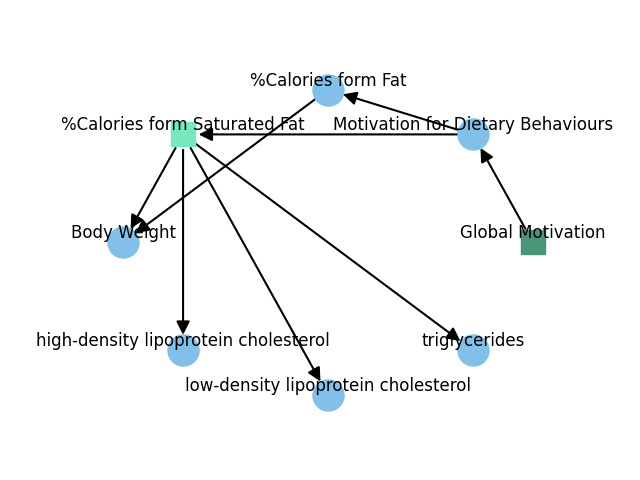 %Calories form Fat
%Calories form Saturated Fat
Motivation for Dietary Behaviours
Body Weight
Global Motivation
high-density lipoprotein cholesterol
triglycerides
low-density lipoprotein cholesterol